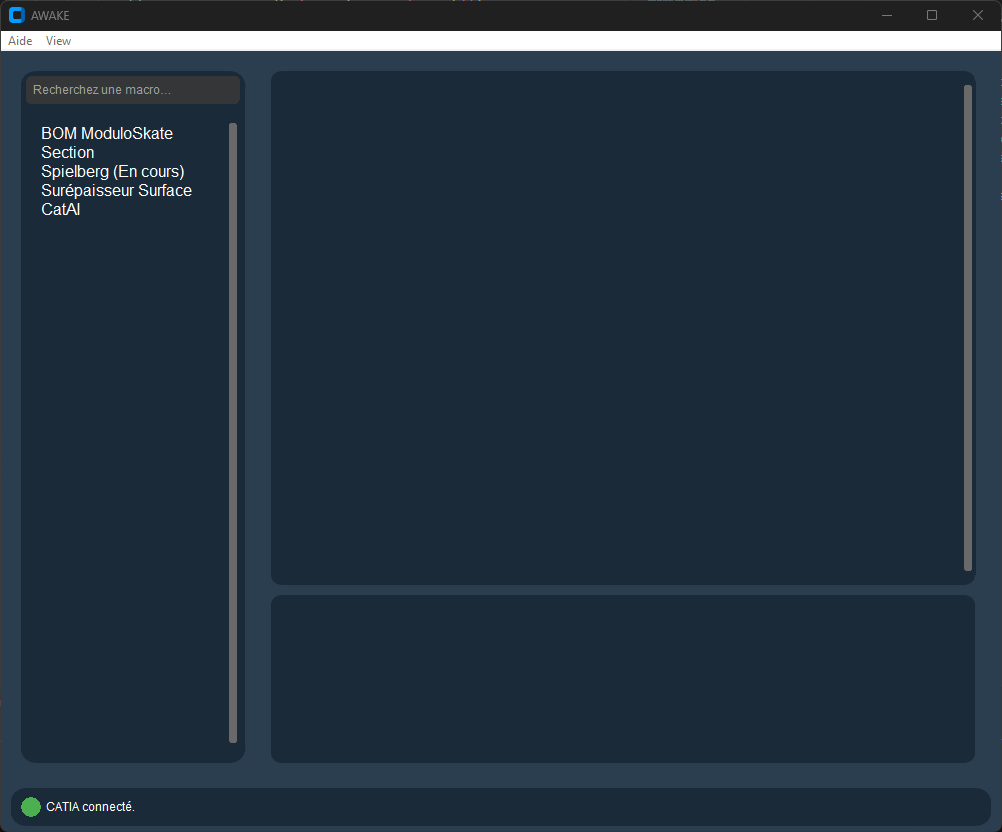 AWAKE
Aide View
Recherchez une macro...
BOM ModuloSkate
Section
Spielberg (En cours)
Surépaisseur Surface
CatAI
CATIA connecté.